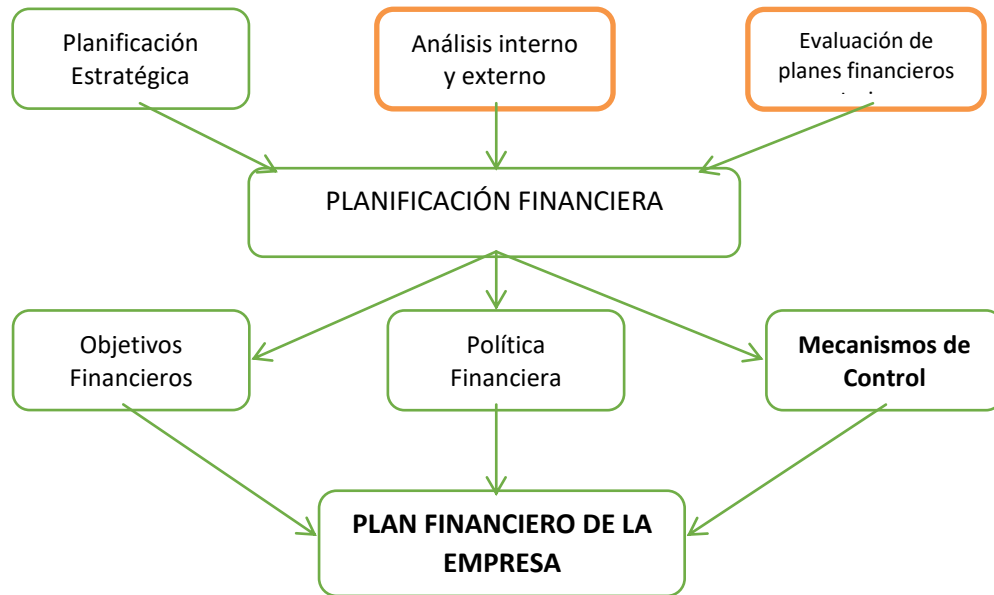 Planificación
Estratégica
Análisis interno
y externo
Evaluación de
planes financieros
PLANIFICACIÓN FINANCIERA
Objetivos
Financieros
Política
Financiera
Mecanismos de
Control
PLAN FINANCIERO DE LA
EMPRESA